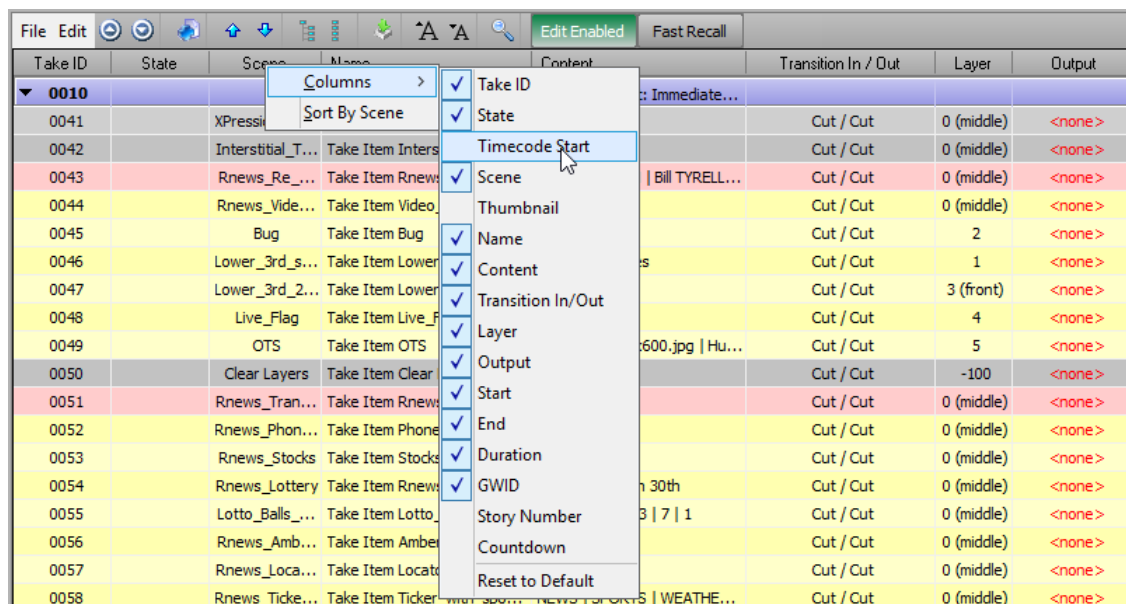 File Edit Edit Enabled Fast Recall
Take ID State Scene Name Content Transition In / Out Layer Output
0010 :: Immediate...
0041 XPressi Cut / Cut 0 (middle) <none>
0042 Interstitial_T... Take Item Inters Cut / Cut 0 (middle) <none>
0043 Rnews_Re_... Take Item Rnews | Bill TYRELL... Cut / Cut 0 (middle) <none>
0044 Rnews_Vide... Take Item Video_ Cut / Cut 0 (middle) <none>
0045 Bug Take Item Bug Cut / Cut 2 <none>
0046 Lower_3rd_s... Take Item Lower es Cut / Cut 1 <none>
0047 Lower_3rd_2... Take Item Lower Cut / Cut 3 (front) <none>
0048 Live_Flag Take Item Live_F Cut / Cut 4 <none>
0049 OTS Take Item OTS x600.jpg | Hu... Cut / Cut 5 <none>
0050 Clear Layers Take Item Clear Cut / Cut -100 <none>
0051 Rnews_Tran... Take Item Rnews Cut / Cut 0 (middle) <none>
0052 Rnews_Phon... Take Item Phone Cut / Cut 0 (middle) <none>
0053 Rnews_Stocks Take Item Stocks Cut / Cut 0 (middle) <none>
0054 Rnews_Lottery Take Item Rnews h 30th Cut / Cut 0 (middle) <none>
0055 Lotto_Balls_... Take Item Lotto_ 3 | 7 | 1 Cut / Cut 0 (middle) <none>
0056 Rnews_Amb... Take Item Amber Cut / Cut 0 (middle) <none>
0057 Rnews_Loca... Take Item Locato Cut / Cut 0 (middle) <none>
0058 Rnews_Ticke... Take Item Ticker NEWS | SPORTS | WEATHE... Cut / Cut 0 (middle) <none>
Columns >
Sort By Scene
Take ID
State
Timecode Start
Scene
Thumbnail
Name
Content
Transition In/Out
Layer
Output
Start
End
Duration
GWID
Story Number
Countdown
Reset to Default